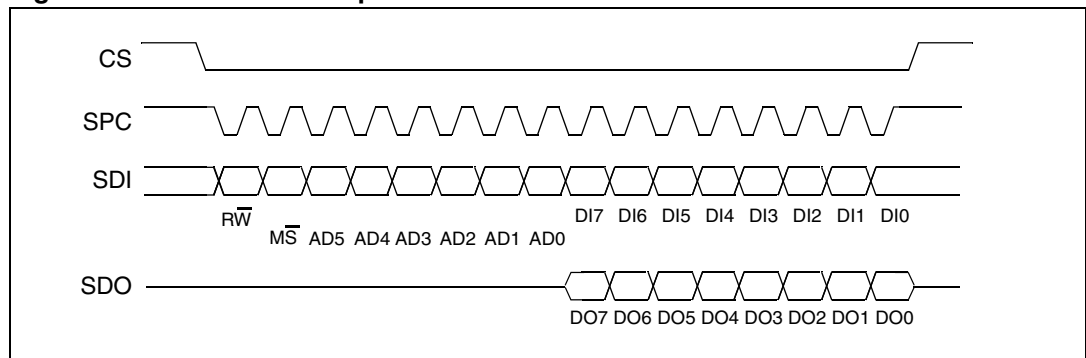 CS
SPC
SDI
RW DI7 DI6 DI5 DI4 DI3 DI2 DI1 DI0
MS AD5 AD4 AD3 AD2 AD1 AD0
SDO
DO7 DO6 DO5 DO4 DO3 DO2 DO1 DO0